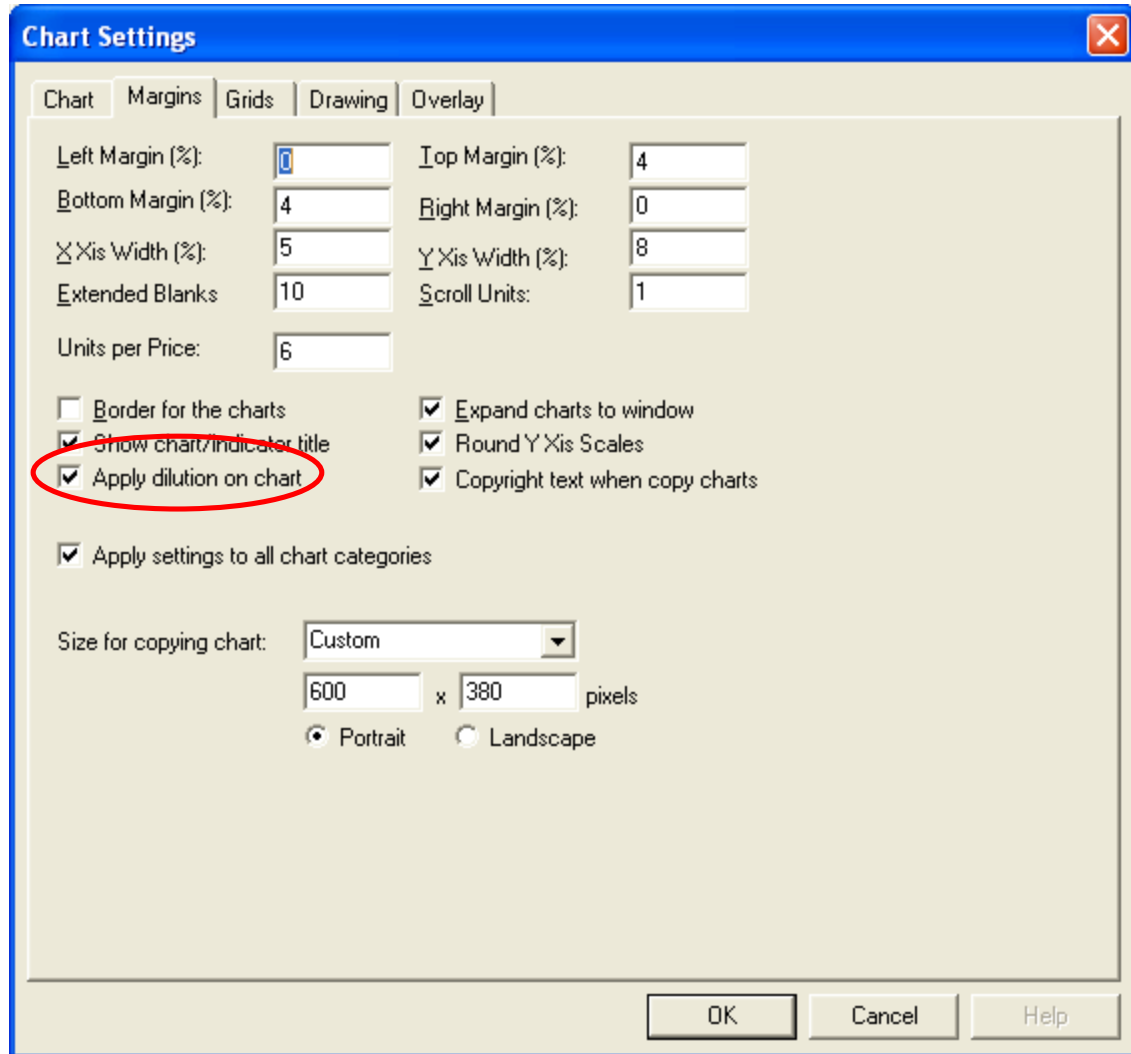 Chart Settings
Chart Margins Grids Drawing Overlay
Left Margin (%): 0 Top Margin (%): 4
Bottom Margin (%): 4 Right Margin (%): 0
X Xis Width (%): 5 Y Xis Width (%): 8
Extended Blanks 10 Scroll Units: 1
Units per Price: 6
Border for the charts Expand charts to window
Show chart/indicator title Round Y Xis Scales
Apply dilution on chart Copyright text when copy charts
Apply settings to all chart categories
Size for copying chart: Custom
600 x 380 pixels
Portrait Landscape
OK Cancel Help